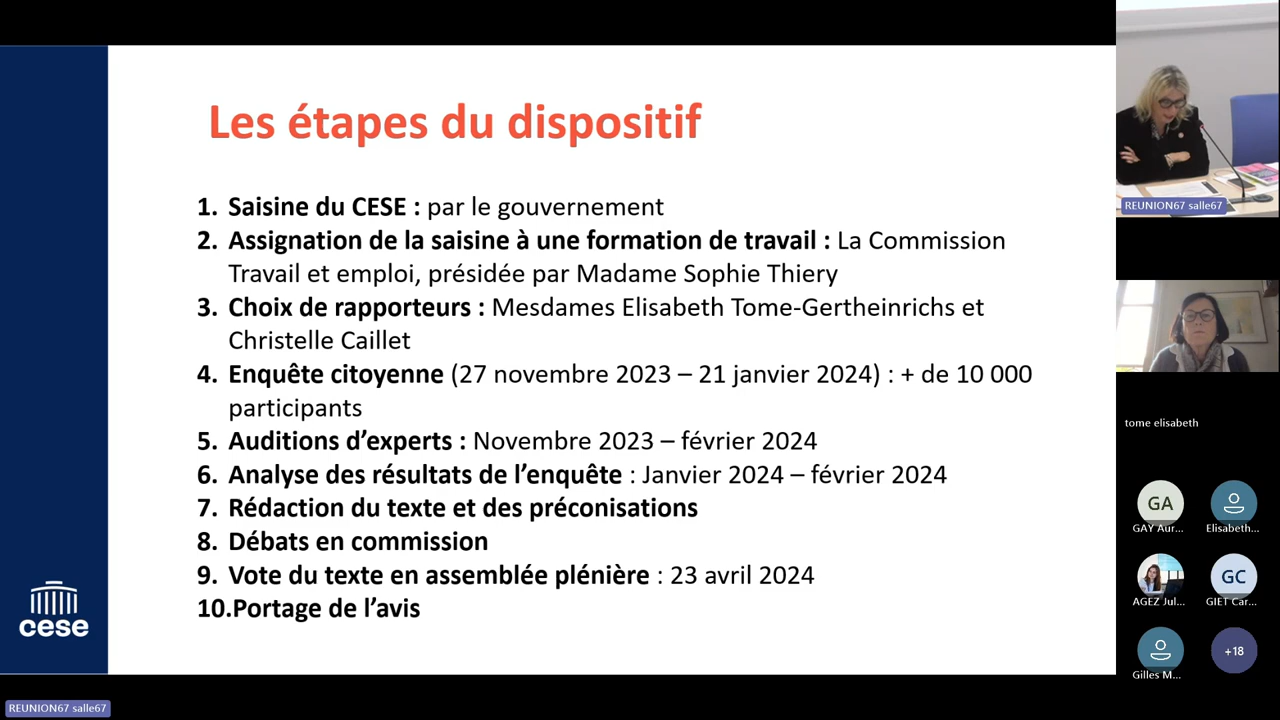 Les étapes du dispositif
1. Saisine du CESE : par le gouvernement
2. Assignation de la saisine à une formation de travail : La Commission
Travail et emploi, présidée par Madame Sophie Thiery
3. Choix de rapporteurs : Mesdames Elisabeth Tome-Gertheinrichs et
Christelle Caillet
4. Enquête citoyenne (27 novembre 2023 – 21 janvier 2024) : + de 10 000
participants
5. Auditions d’experts : Novembre 2023 – février 2024
6. Analyse des résultats de l’enquête : Janvier 2024 – février 2024
7. Rédaction du texte et des préconisations
8. Débats en commission
9. Vote du texte en assemblée plénière : 23 avril 2024
10.Portage de l’avis
cese
REUNION67 salle67
REUNION67 salle67
tome elisabeth
GA
GAY Aur...
Elisabeth...
AGEZ Jul...
GC
GIET Car...
Gilles M...
+18